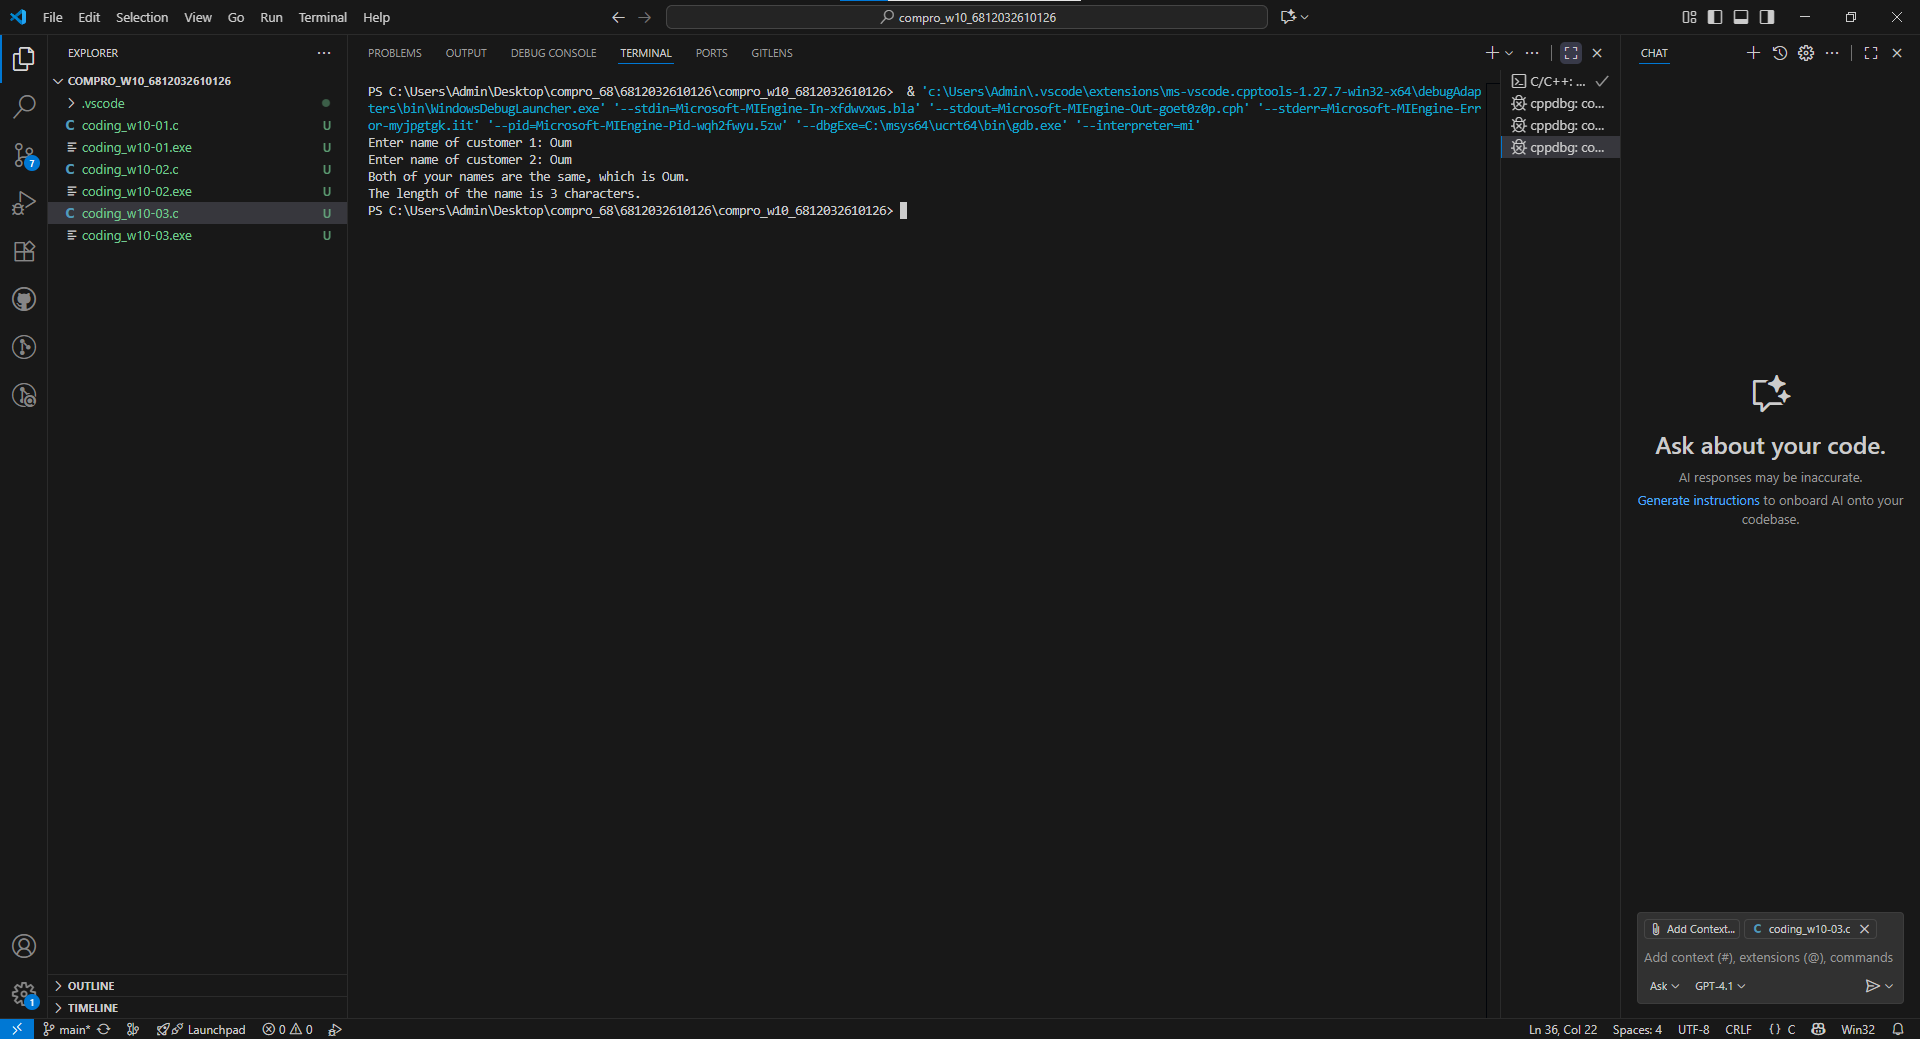 File Edit Selection View Go Run Terminal Help
compro_w10_6812032610126
EXPLORER
COMPRO_W10_6812032610126
.vscode
C coding_w10-01.c U
coding_w10-01.exe U
C coding_w10-02.c U
coding_w10-02.exe U
C coding_w10-03.c U
coding_w10-03.exe U
7
1
OUTLINE
TIMELINE
PROBLEMS OUTPUT DEBUG CONSOLE TERMINAL PORTS GITLENS
PS C:\Users\Admin\Desktop\compro_68\6812032610126\compro_w10_6812032610126> & 'c:\Users\Admin\.vscode\extensions\ms-vscode.cpptools-1.27.7-win32-x64\debugAdap
ters\bin\WindowsDebugLauncher.exe' '--stdin=Microsoft-MIEngine-In-xfdwvxws.bla' '--stdout=Microsoft-MIEngine-Out-goet0z0p.cph' '--stderr=Microsoft-MIEngine-Err
or-myjpgtgk.iit' '--pid=Microsoft-MIEngine-Pid-wqh2fwyu.5zw' '--dbgExe=C:\msys64\ucrt64\bin\gdb.exe' '--interpreter=mi'
Enter name of customer 1: Oum
Enter name of customer 2: Oum
Both of your names are the same, which is Oum.
The length of the name is 3 characters.
PS C:\Users\Admin\Desktop\compro_68\6812032610126\compro_w10_6812032610126>
C/C++: ...
cppdbg: co...
cppdbg: co...
cppdbg: co...
CHAT
Ask about your code.
AI responses may be inaccurate.
Generate instructions to onboard AI onto your
codebase.
Add Context... C coding_w10-03.c
Add context (#), extensions (@), commands
Ask GPT-4.1
main* Launchpad 0 0 Ln 36, Col 22 Spaces: 4 UTF-8 CRLF {} C Win32